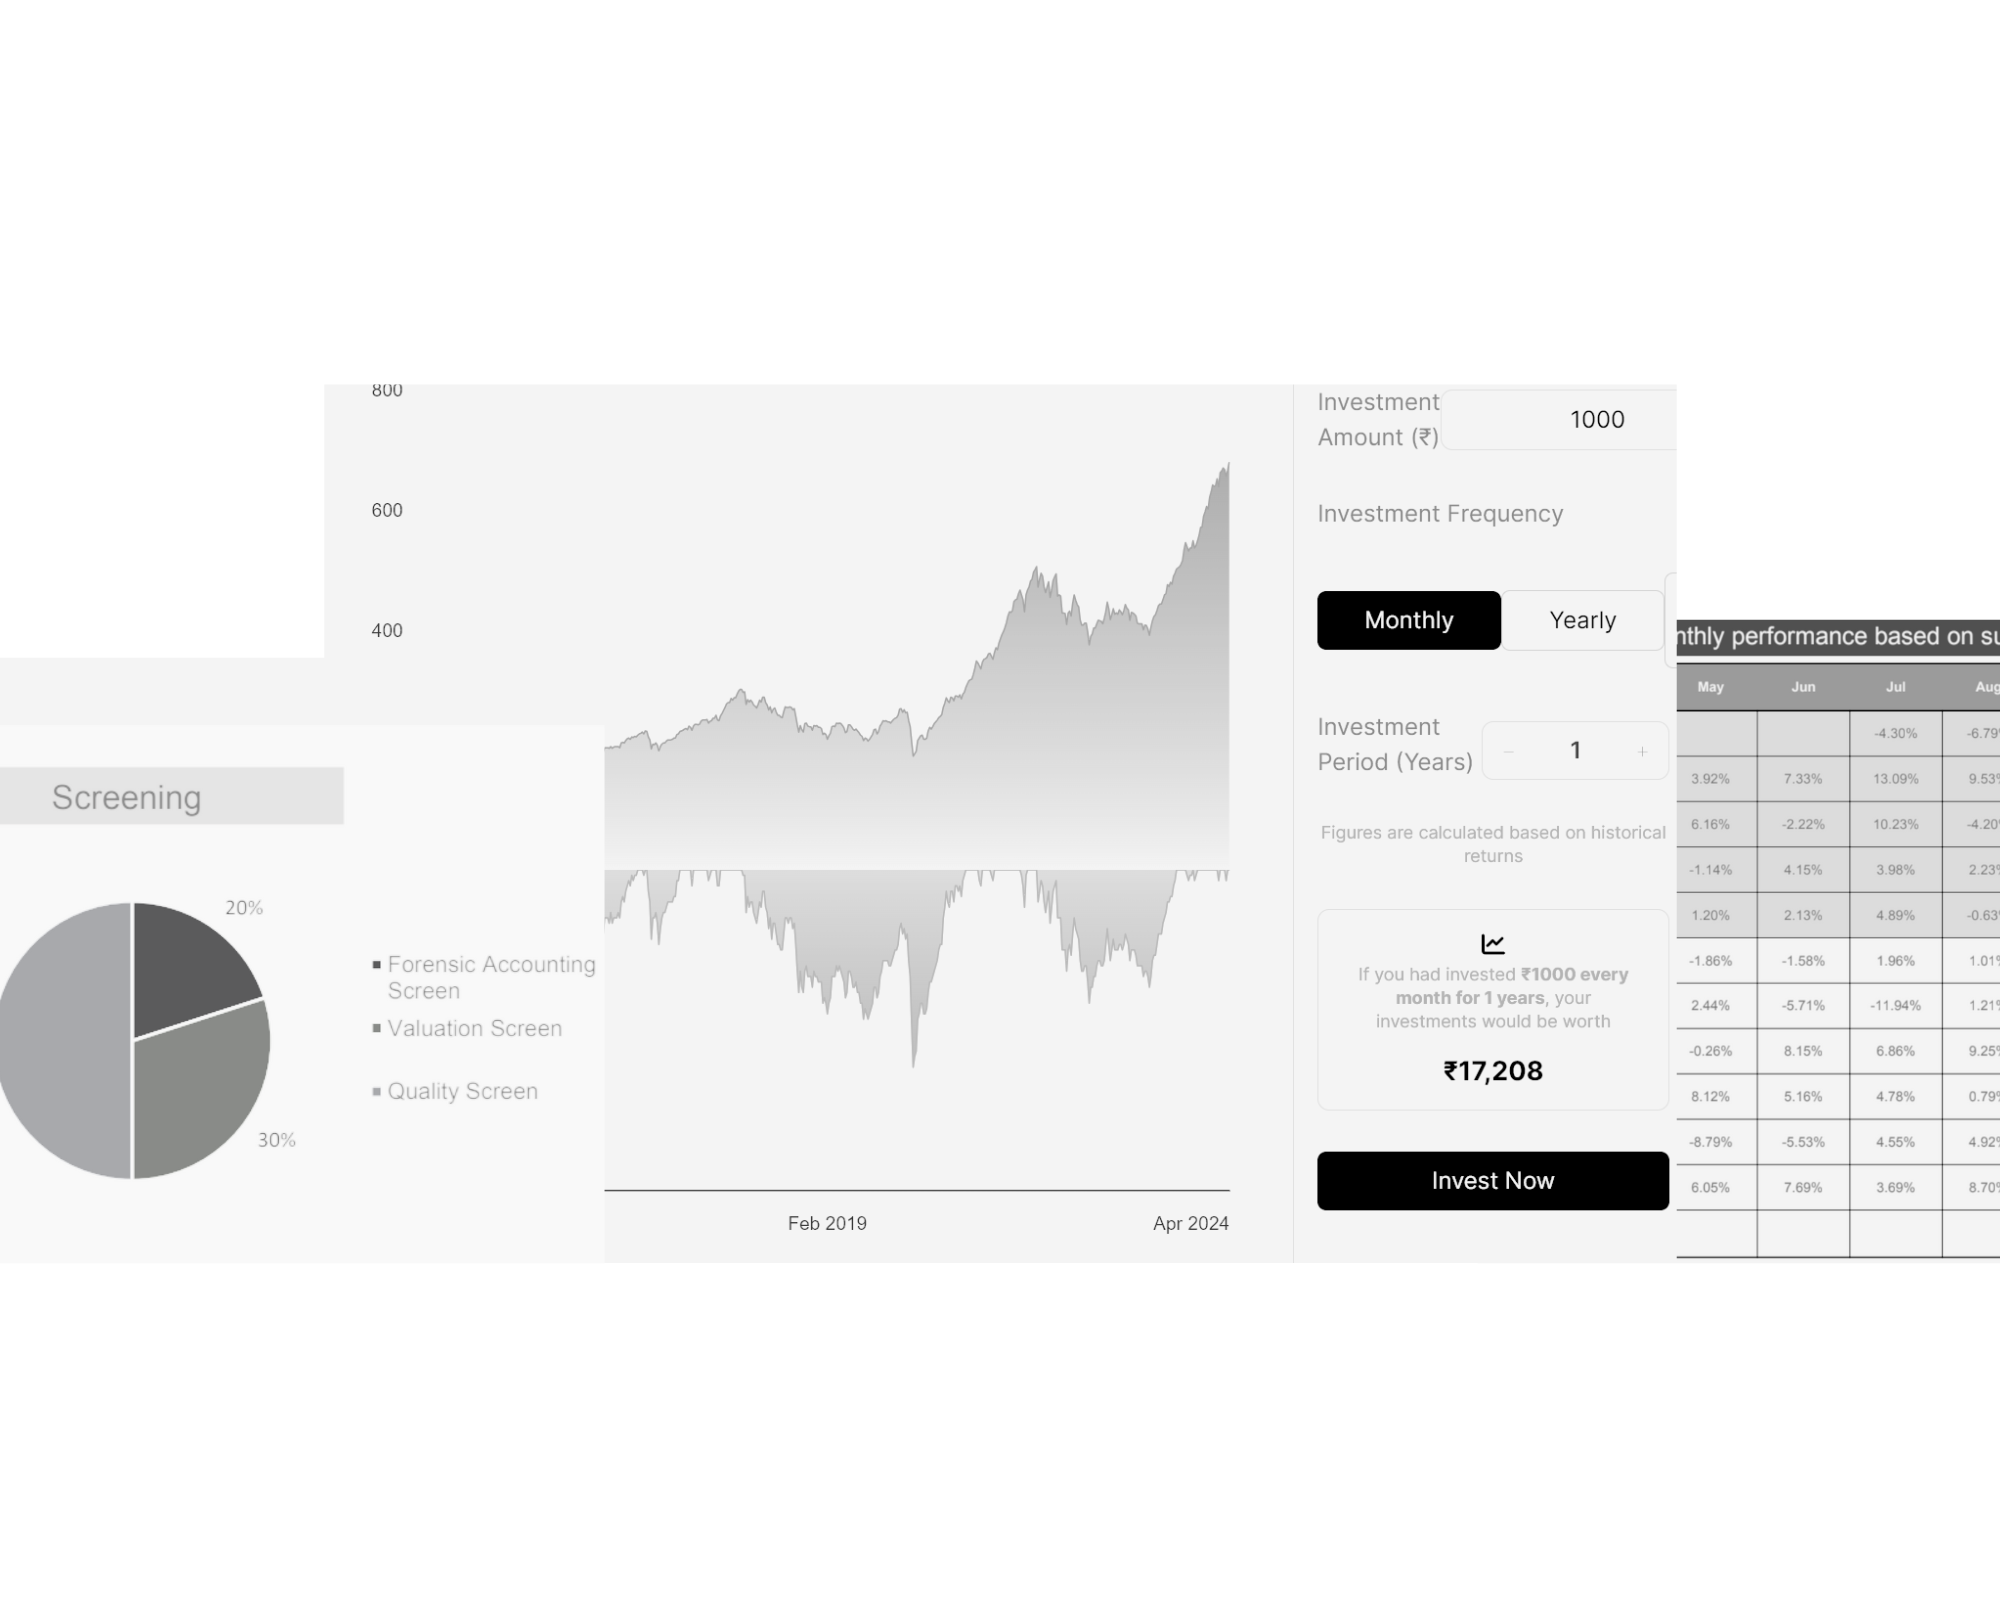 800
600
400
Feb 2019
Apr 2024
Screening
20%
30%
Forensic Accounting
Screen
Valuation Screen
Quality Screen
Investment
Amount (₹)
1000
Investment Frequency
Monthly
Yearly
Investment
Period (Years)
− 1 +
Figures are calculated based on historical
returns
If you had invested ₹1000 every
month for 1 years, your
investments would be worth
₹17,208
Invest Now
performance based on
May Jun Jul Aug
-4.30% -6.79
3.92% 7.33% 13.09% 9.53%
6.16% -2.22% 10.23% -4.20
-1.14% 4.15% 3.98% 2.23%
1.20% 2.13% 4.89% -0.63
-1.86% -1.58% 1.96% 1.01%
2.44% -5.71% -11.94% 1.21%
-0.26% 8.15% 6.86% 9.25%
8.12% 5.16% 4.78% 0.79%
-8.79% -5.53% 4.55% 4.92%
6.05% 7.69% 3.69% 8.70%